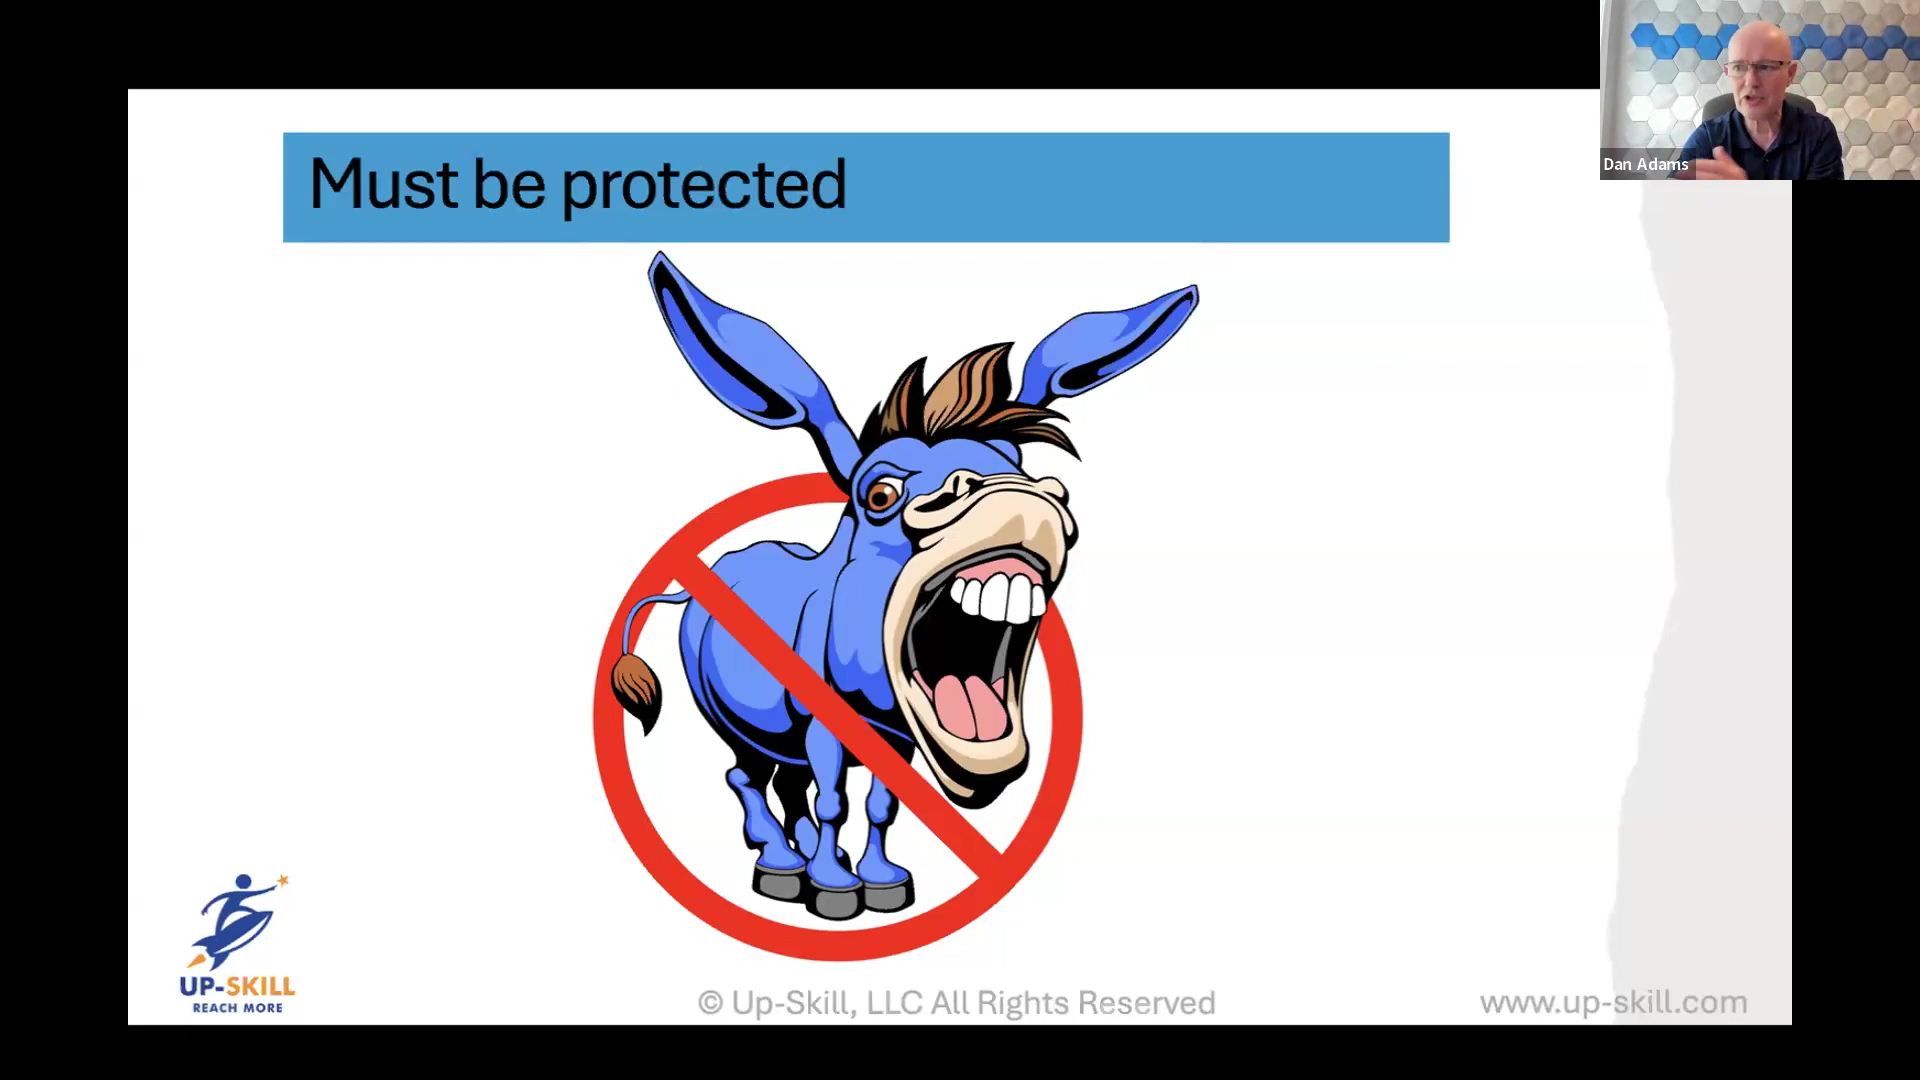 Must be protected
Dan Adams
UP-SKILL
REACH MORE
© Up-Skill, LLC All Rights Reserved
www.up-skill.com